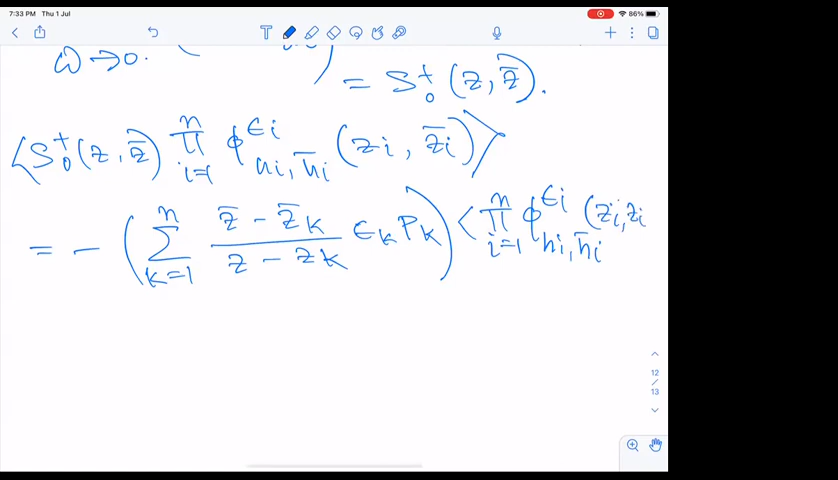 7:33 PM Thu 1 Jul
86%
T
ω → 0.
= S₀⁺ (z, z̄).
⟨ S₀⁺ (z, z̄) ∏ᵢ₌₁ⁿ ϕ^{εᵢ}_{hᵢ, h̄ᵢ} (zᵢ, z̄ᵢ) ⟩
= − ( ∑ₖ₌₁ⁿ (z̄ − z̄ₖ)/(z − zₖ) εₖ Pₖ ) ⟨ ∏ᵢ₌₁ⁿ ϕ^{εᵢ}_{hᵢ, h̄ᵢ} (zᵢ, zᵢ
12
/
13